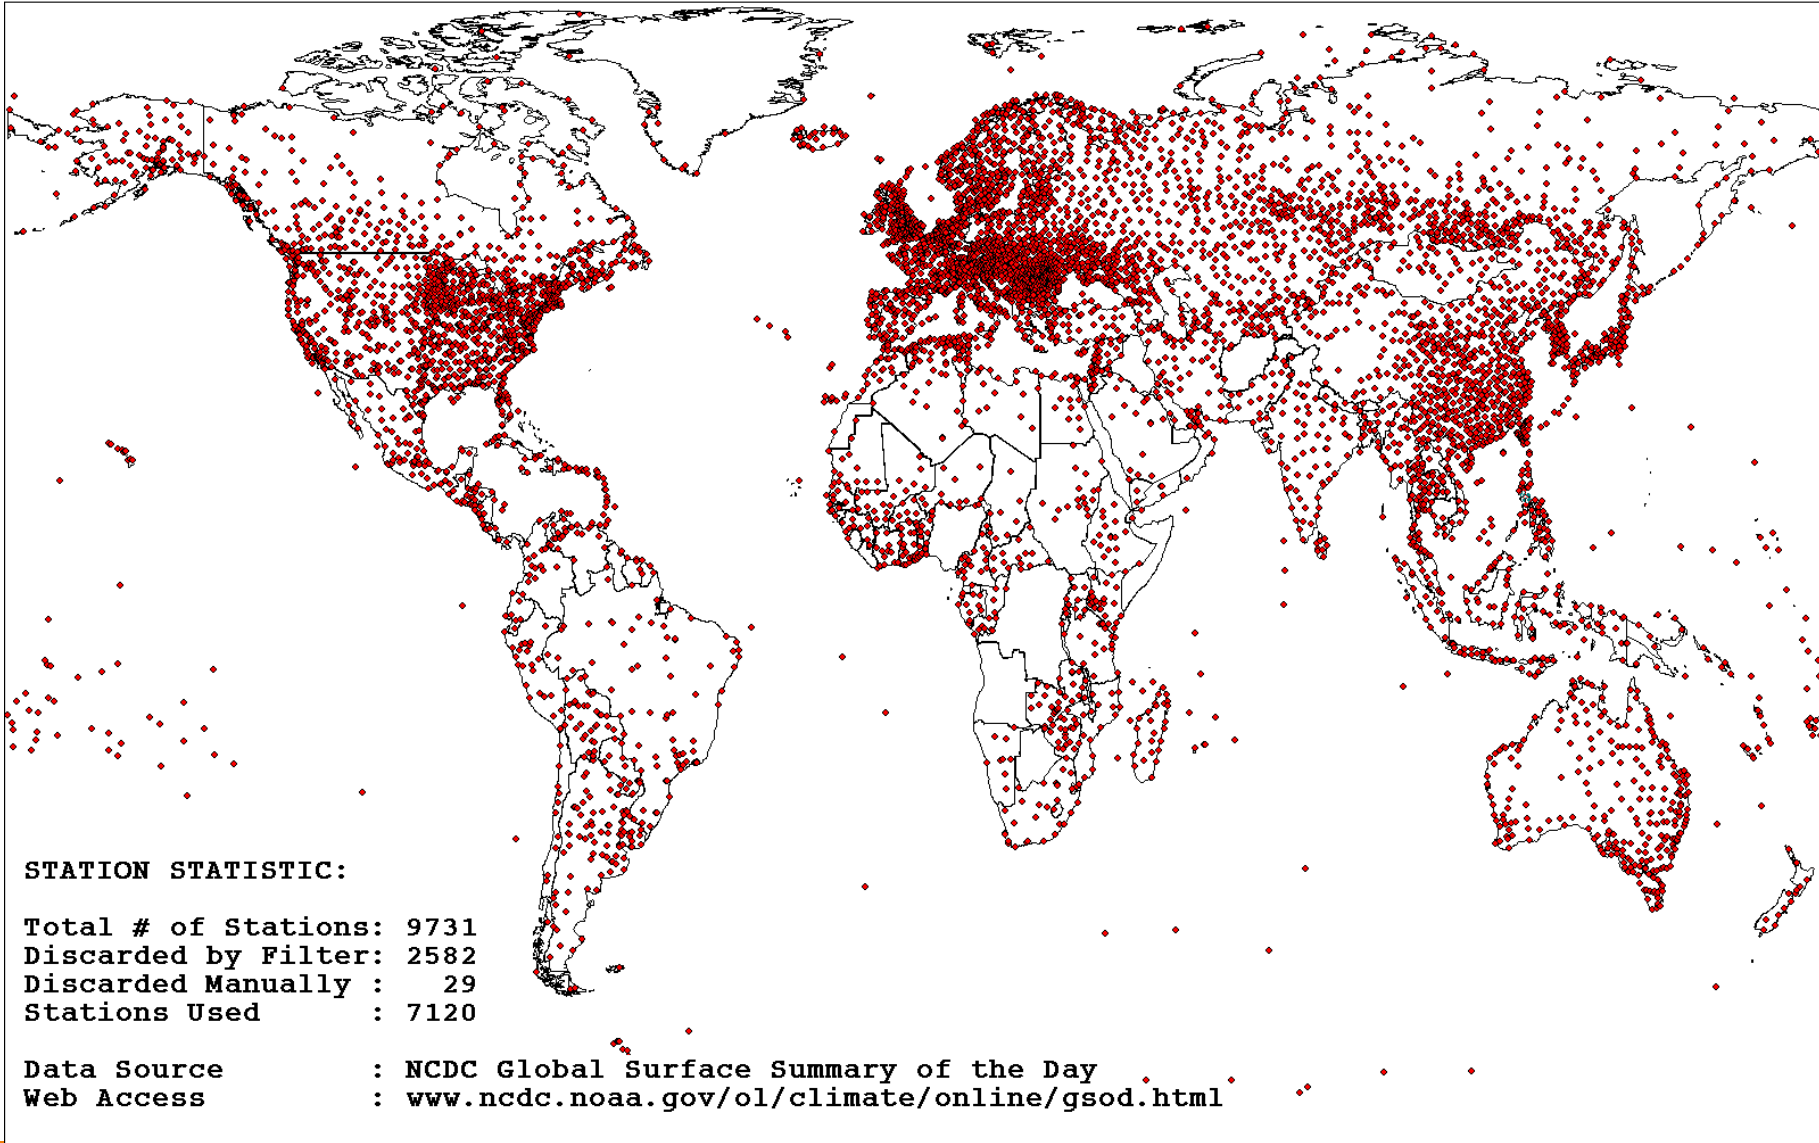 STATION STATISTIC:
Total # of Stations: 9731
Discarded by Filter: 2582
Discarded Manually : 29
Stations Used : 7120
Data Source : NCDC Global Surface Summary of the Day
Web Access : www.ncdc.noaa.gov/ol/climate/online/gsod.html